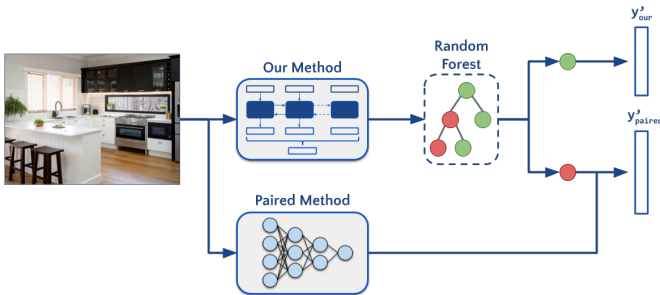 y'our
Random
Forest
Our Method
y'paired
Paired Method